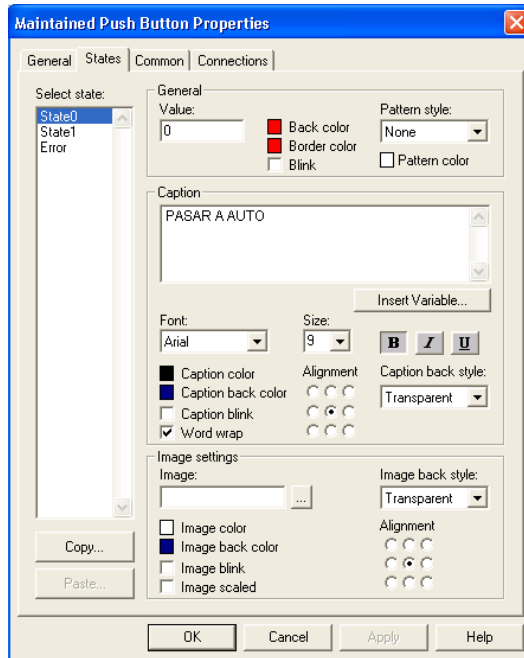 Maintained Push Button Properties
General States Common Connections
Select state:
State0
State1
Error
Copy...
Paste...
General
Value:
0
Back color
Border color
Blink
Pattern style:
None
Pattern color
Caption
PASAR A AUTO
Insert Variable...
Font:
Arial
Size:
9
B I U
Caption color
Caption back color
Caption blink
Word wrap
Alignment
Caption back style:
Transparent
Image settings
Image:
...
Image color
Image back color
Image blink
Image scaled
Image back style:
Transparent
Alignment
OK Cancel Apply Help